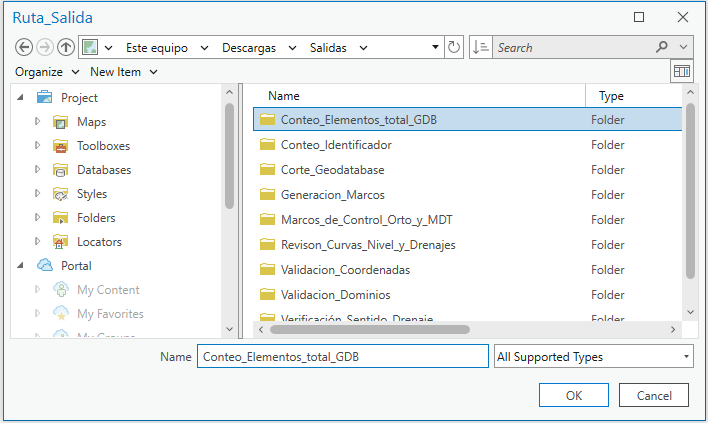 Ruta_Salida
Este equipo Descargas Salidas Search
Organize New Item
Project
Maps
Toolboxes
Databases
Styles
Folders
Locators
Portal
My Content
My Favorites
My Groups
Name Type
Conteo_Elementos_total_GDB Folder
Conteo_Identificador Folder
Corte_Geodatabase Folder
Generacion_Marcos Folder
Marcos_de_Control_Orto_y_MDT Folder
Revison_Curvas_Nivel_y_Drenajes Folder
Validacion_Coordenadas Folder
Validacion_Dominios Folder
Verificación_Sentido_Drenaje Folder
Name Conteo_Elementos_total_GDB All Supported Types
OK Cancel